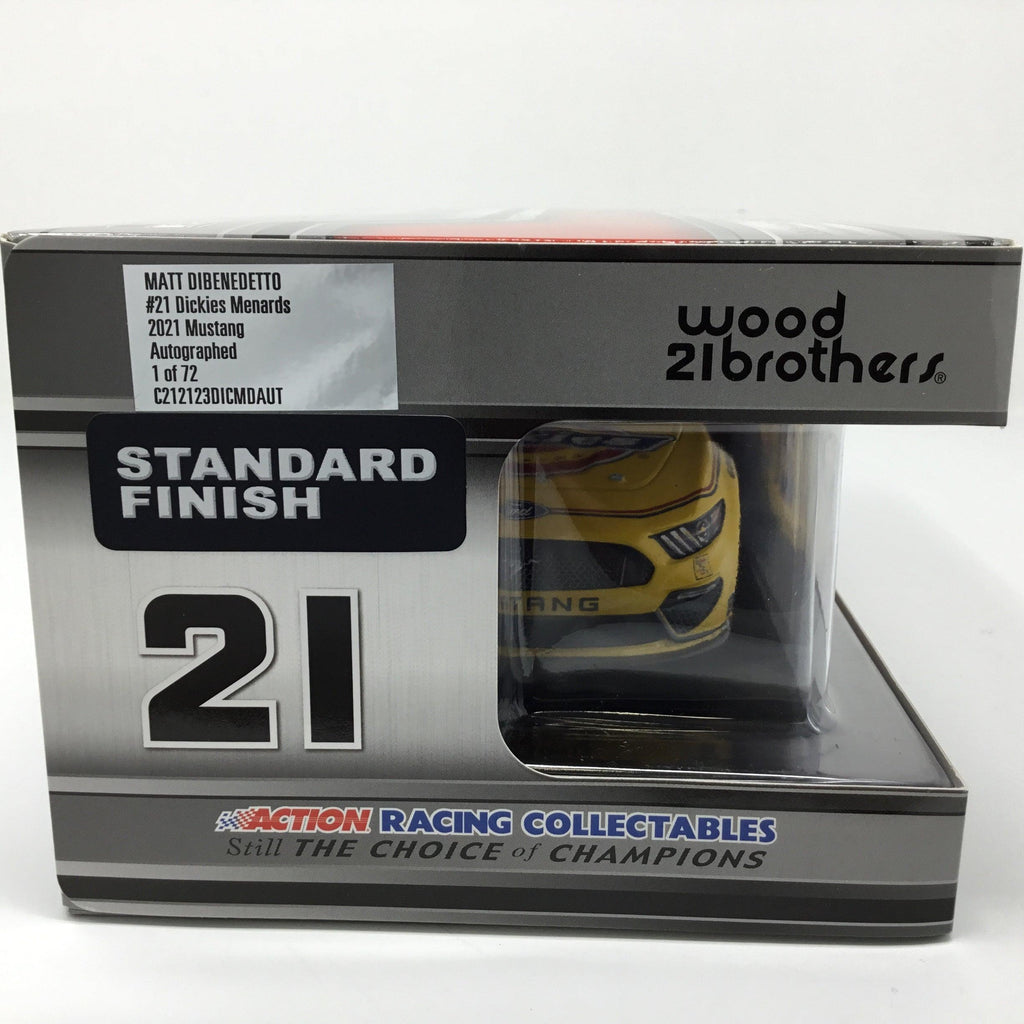 MATT DIBENEDETTO
#21 Dickies Menards
2021 Mustang
Autographed
1 of 72
C212123DICMDAUT
wood
21brothers®
STANDARD
FINISH
Ford
TANG
21
ACTION RACING COLLECTABLES
Still THE CHOICE of CHAMPIONS